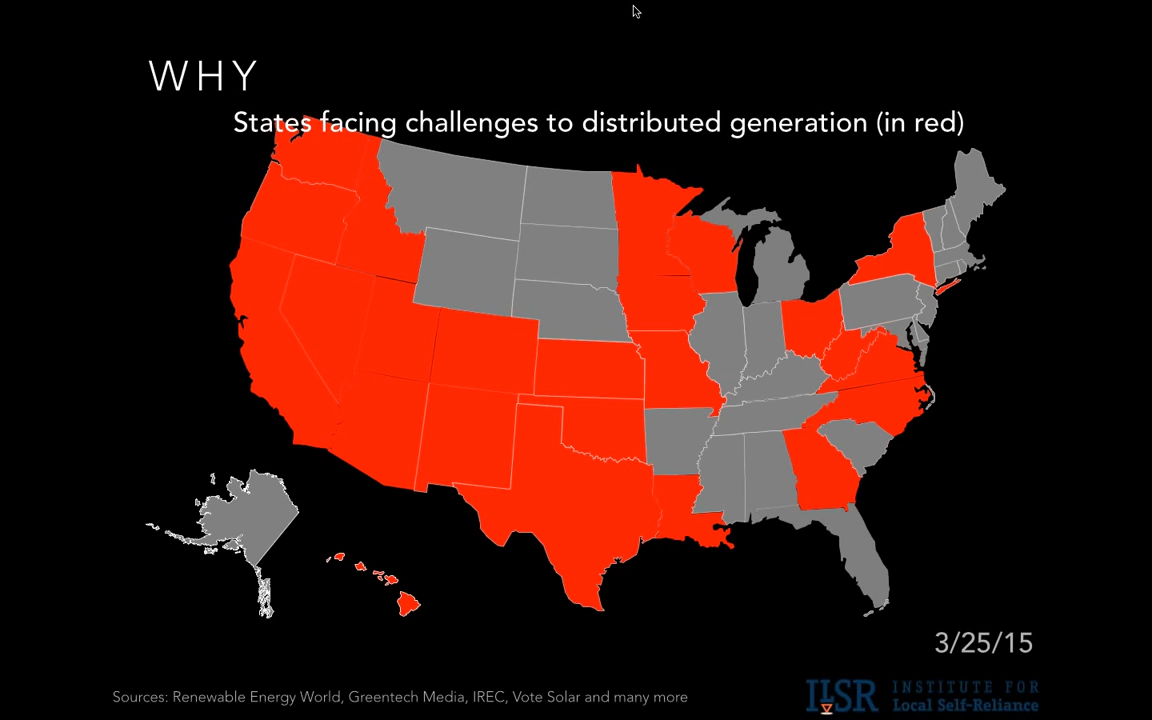 WHY
States facing challenges to distributed generation (in red)
3/25/15
Sources: Renewable Energy World, Greentech Media, IREC, Vote Solar and many more
ILSR INSTITUTE FOR
Local Self-Reliance